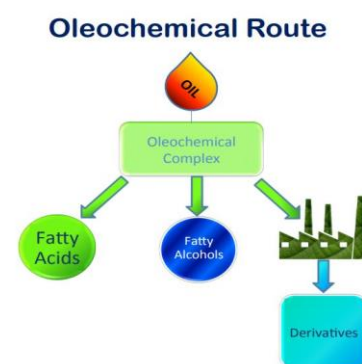 Oleochemical Route
OIL
Oleochemical
Complex
Fatty
Acids
Fatty
Alcohols
Derivatives